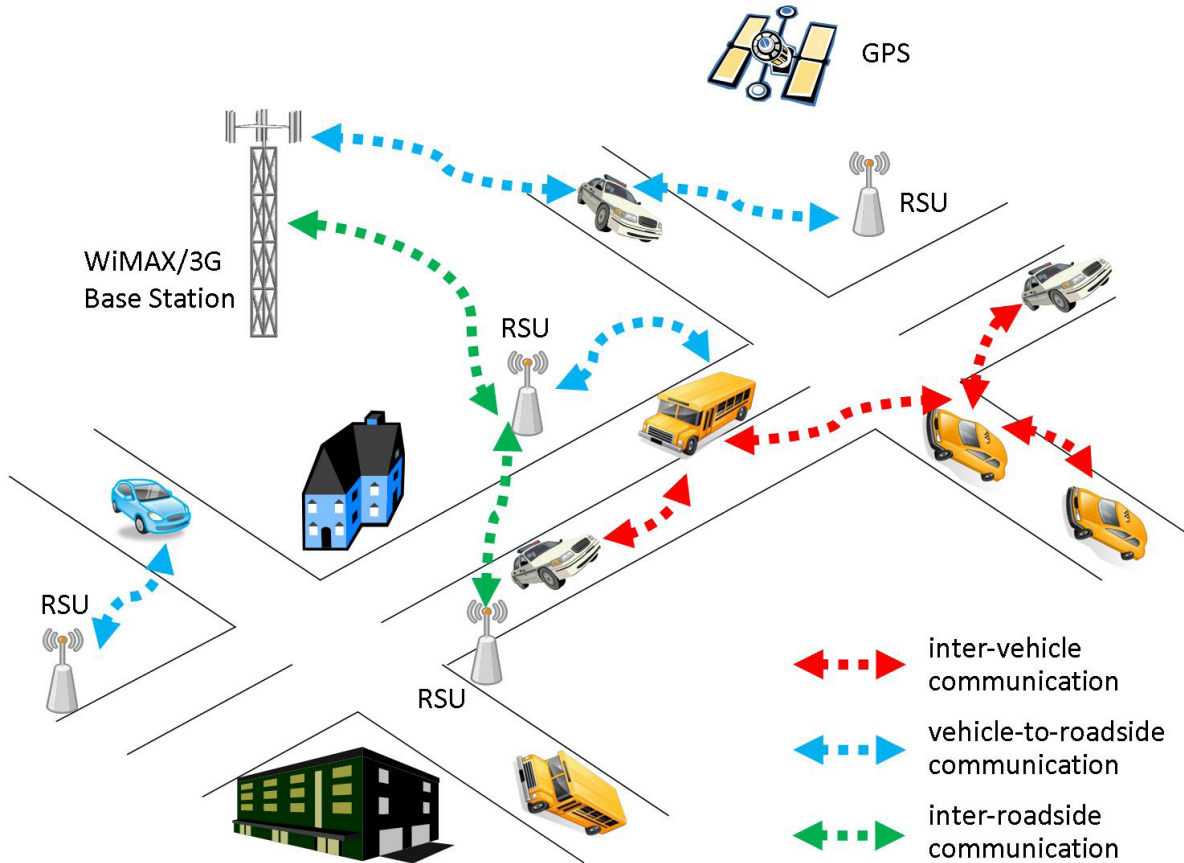 GPS
RSU
WiMAX/3G
Base Station
RSU
RSU
RSU
inter-vehicle
communication
vehicle-to-roadside
communication
inter-roadside
communication